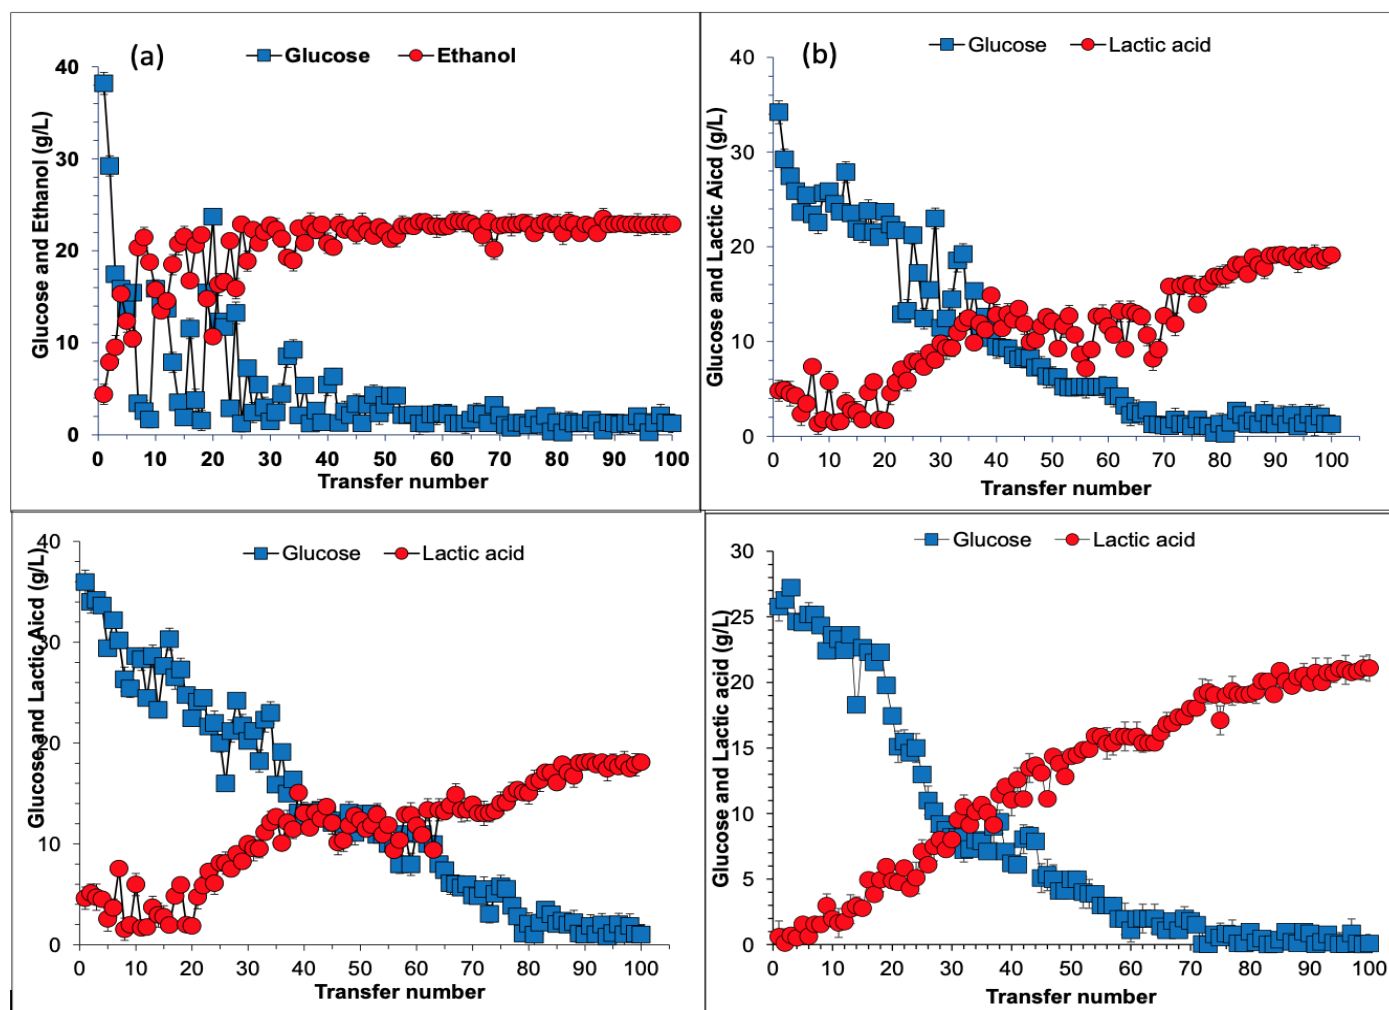 (a) Glucose Ethanol
Glucose and Ethanol (g/L)
40
30
20
10
0
0 10 20 30 40 50 60 70 80 90 100
Transfer number
(b) Glucose Lactic acid
Glucose and Lactic Aicd (g/L)
40
30
20
10
0
0 10 20 30 40 50 60 70 80 90 100
Transfer number
Glucose Lactic acid
Glucose and Lactic Aicd (g/L)
40
30
20
10
0
0 10 20 30 40 50 60 70 80 90 100
Transfer number
Glucose Lactic acid
Glucose and Lactic acid (g/L)
30
25
20
15
10
5
0
0 10 20 30 40 50 60 70 80 90 100
Transfer number